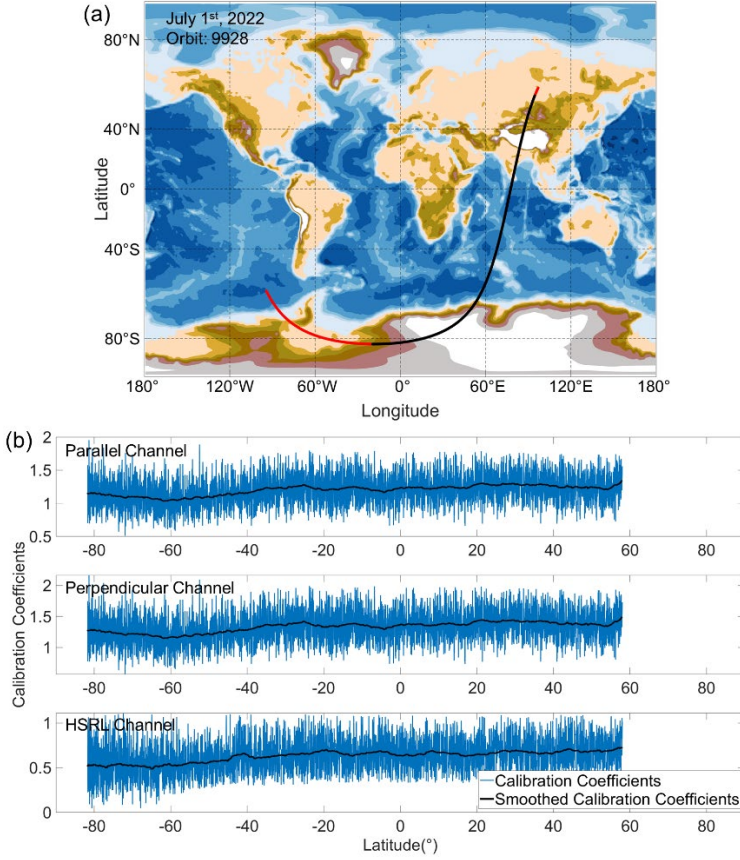 (a)
July 1st, 2022
Orbit: 9928
80°N
40°N
0°
40°S
80°S
Latitude
180° 120°W 60°W 0° 60°E 120°E 180°
Longitude
(b)
Calibration Coefficients
Parallel Channel
2
1.5
1
0.5
-80 -60 -40 -20 0 20 40 60 80
Perpendicular Channel
2
1.5
1
-80 -60 -40 -20 0 20 40 60 80
HSRL Channel
1
0.5
0
Calibration Coefficients
Smoothed Calibration Coefficients
-80 -60 -40 -20 0 20 40 60 80
Latitude(°)